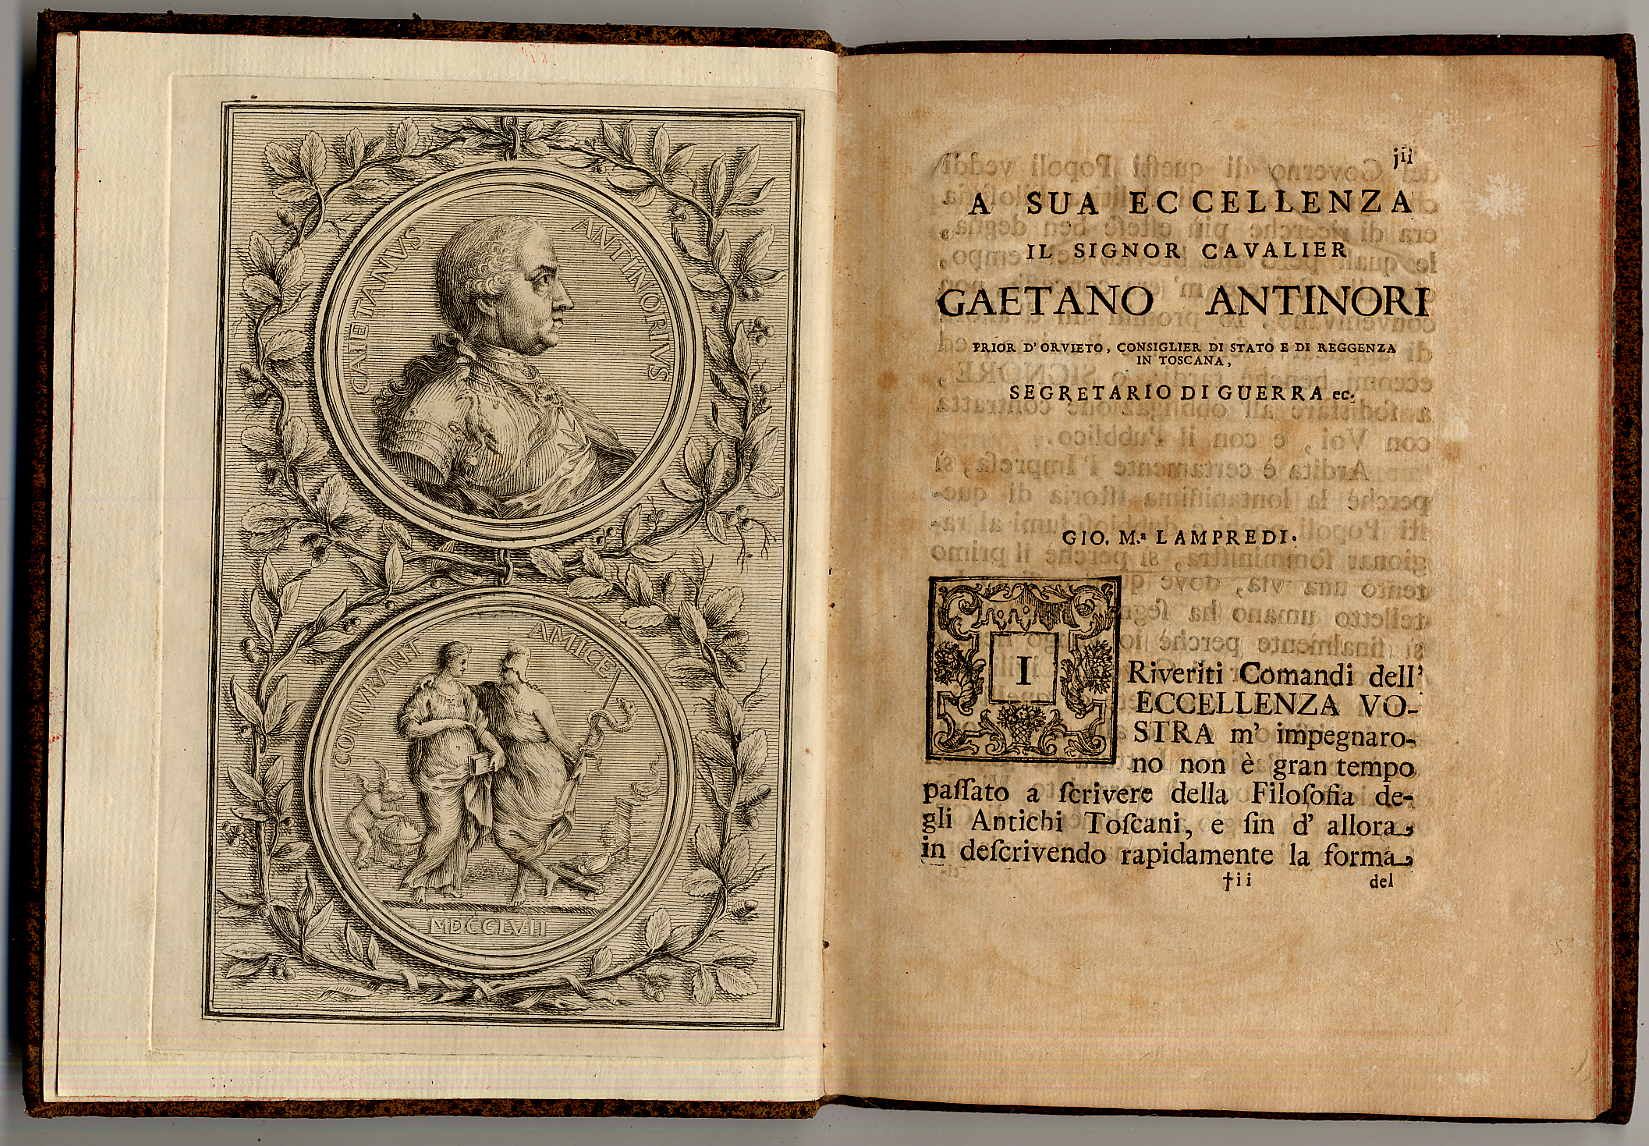 CAIETANVS ANTINORIVS
CONIVRANT AMICE
MDCCLVII
iij
A SUA ECCELLENZA
IL SIGNOR CAVALIER
GAETANO ANTINORI
PRIOR D' ORVIETO, CONSIGLIER DI STATO E DI REGGENZA
IN TOSCANA,
SEGRETARIO DI GUERRA ec.
GIO. M.ª LAMPREDI.
I Riveriti Comandi dell'
ECCELLENZA VO-
STRA m' impegnaro-
no non è gran tempo
paſſato a ſcrivere della Filoſofia de-
gli Antichi Toſcani, e ſin d' allora,
in deſcrivendo rapidamente la forma,
†ii del